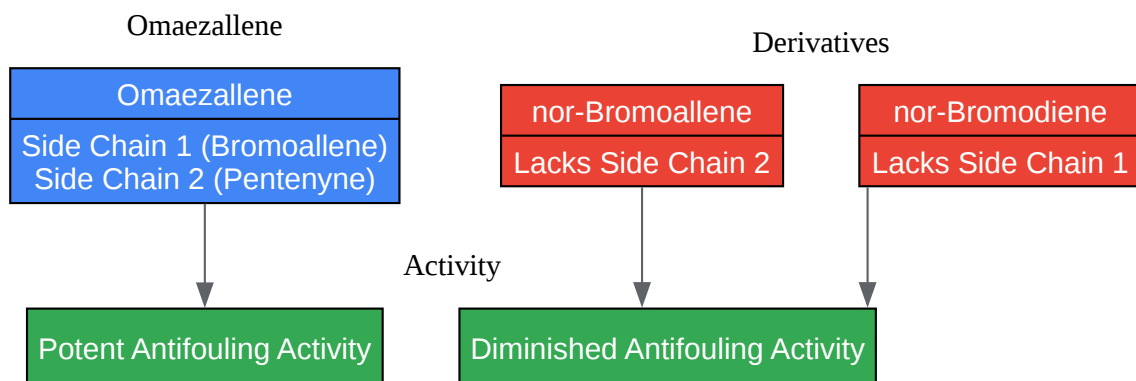 Omaezallene
Derivatives
Omaezallene
Side Chain 1 (Bromoallene)
Side Chain 2 (Pentenyne)
nor-Bromoallene
Lacks Side Chain 2
nor-Bromodiene
Lacks Side Chain 1
Activity
Potent Antifouling Activity
Diminished Antifouling Activity